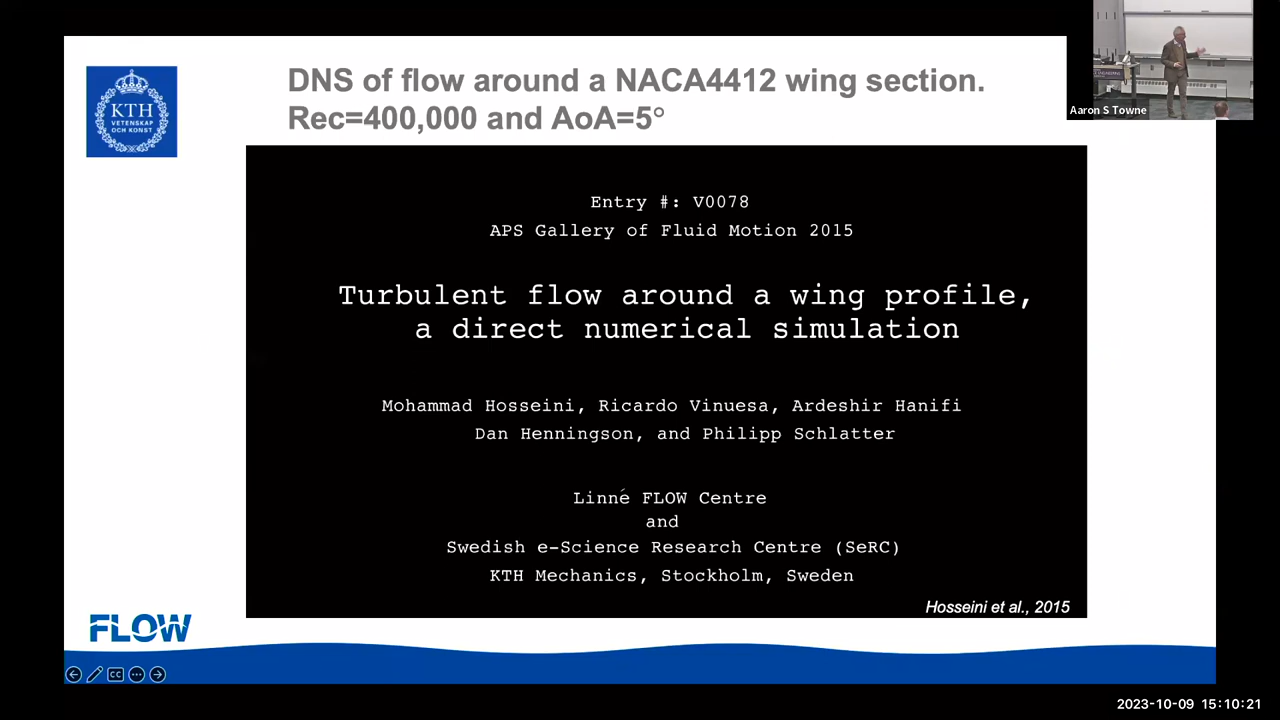 DNS of flow around a NACA4412 wing section.
Rec=400,000 and AoA=5°
KTH
VETENSKAP
OCH KONST
Aaron S Towne
Entry #: V0078
APS Gallery of Fluid Motion 2015
Turbulent flow around a wing profile,
a direct numerical simulation
Mohammad Hosseini, Ricardo Vinuesa, Ardeshir Hanifi
Dan Henningson, and Philipp Schlatter
Linné FLOW Centre
and
Swedish e-Science Research Centre (SeRC)
KTH Mechanics, Stockholm, Sweden
Hosseini et al., 2015
FLOW
CC
2023-10-09 15:10:21